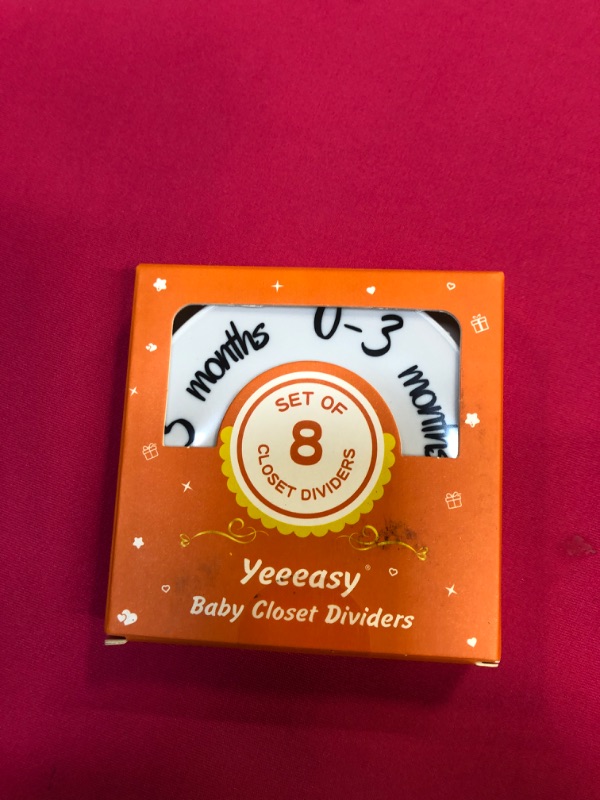 months 0-3 months
SET OF
8
CLOSET DIVIDERS
Yeeeasy®
Baby Closet Dividers